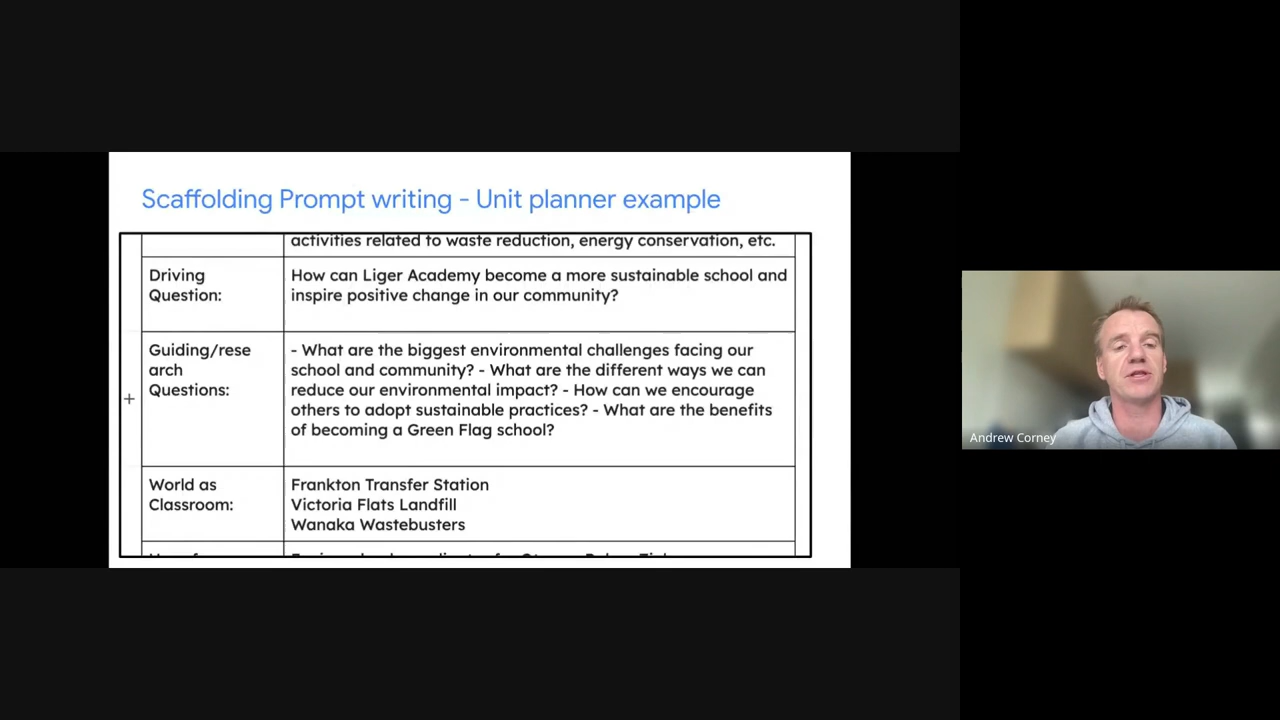 Scaffolding Prompt writing - Unit planner example
activities related to waste reduction, energy conservation, etc.
Driving
Question:
How can Liger Academy become a more sustainable school and
inspire positive change in our community?
Guiding/rese
arch
Questions:
- What are the biggest environmental challenges facing our
school and community? - What are the different ways we can
reduce our environmental impact? - How can we encourage
others to adopt sustainable practices? - What are the benefits
of becoming a Green Flag school?
+
World as
Classroom:
Frankton Transfer Station
Victoria Flats Landfill
Wanaka Wastebusters
Andrew Corney